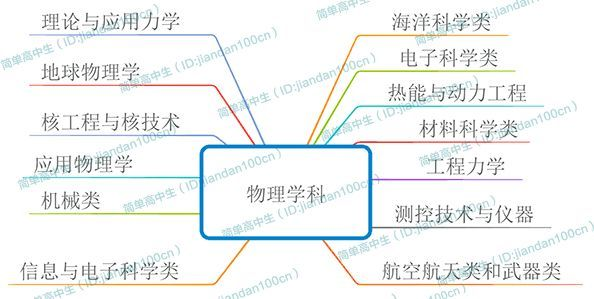 理论与应用力学
地球物理学
核工程与核技术
应用物理学
机械类
信息与电子科学类
物理学科
海洋科学类
电子科学类
热能与动力工程
材料科学类
工程力学
测控技术与仪器
航空航天类和武器类
简单高中生（ID:jiandan100cn）